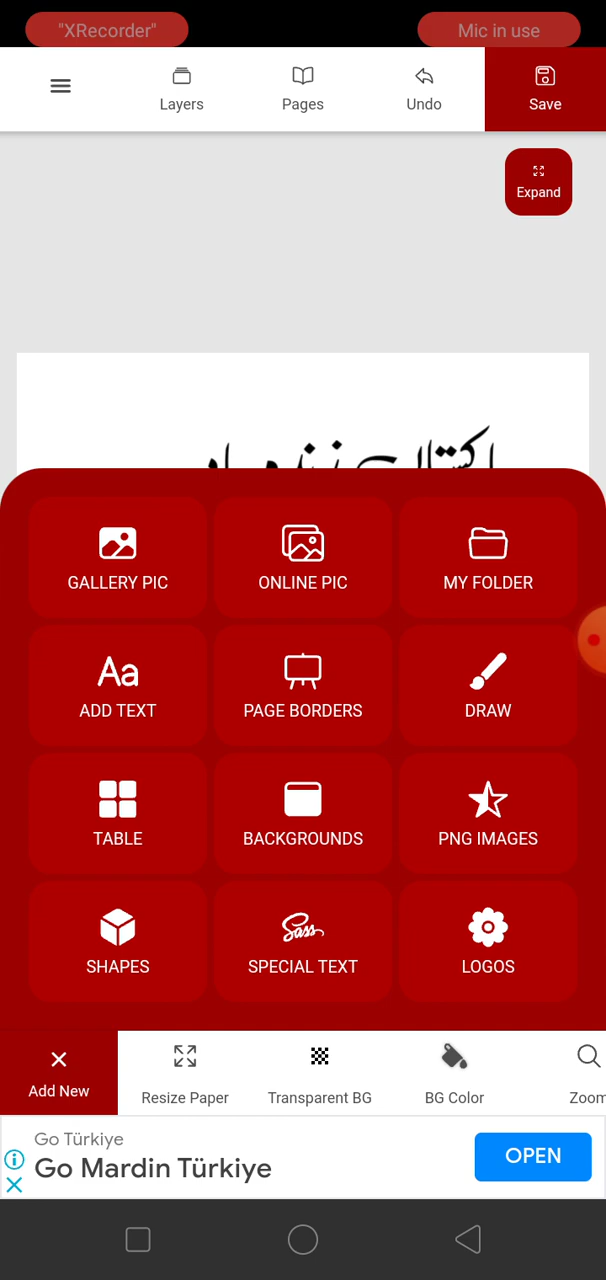 "XRecorder"
Mic in use
Layers
Pages
Undo
Save
Expand
GALLERY PIC
ONLINE PIC
MY FOLDER
Aa
ADD TEXT
PAGE BORDERS
DRAW
TABLE
BACKGROUNDS
PNG IMAGES
SHAPES
Sass
SPECIAL TEXT
LOGOS
Add New
Resize Paper
Transparent BG
BG Color
Zoom
Go Türkiye
Go Mardin Türkiye
OPEN